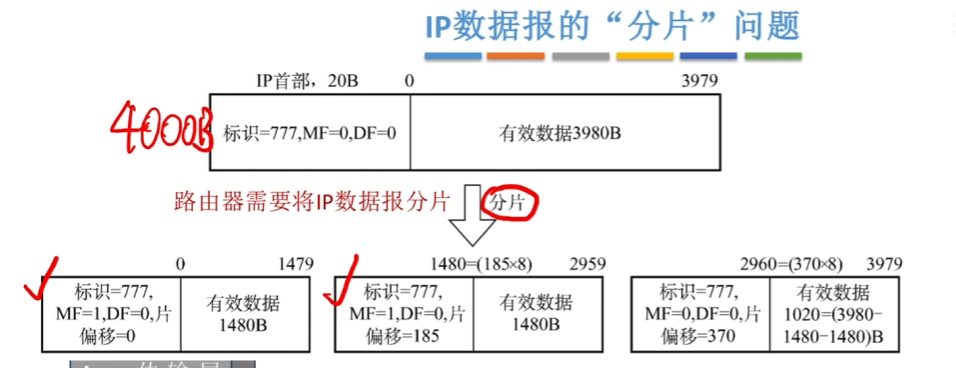 IP数据报的“分片”问题
IP首部，20B 0 3979
4000B
标识=777,MF=0,DF=0 有效数据3980B
路由器需要将IP数据报分片 分片
0 1479
标识=777,
MF=1,DF=0,片
偏移=0
有效数据
1480B
1480=(185×8) 2959
标识=777,
MF=1,DF=0,片
偏移=185
有效数据
1480B
2960=(370×8) 3979
标识=777,
MF=0,DF=0,片
偏移=370
有效数据
1020=(3980−
1480−1480)B